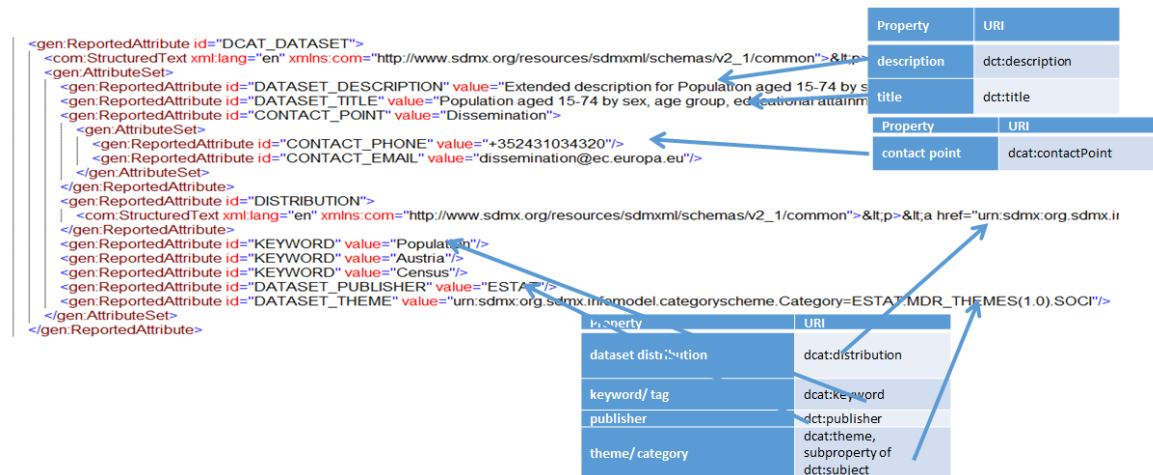 Property URI
description dct:description
title dct:title
Property URI
contact point dcat:contactPoint
<gen:ReportedAttribute id="DCAT_DATASET">
<com:StructuredText xml:lang="en" xmlns:com="http://www.sdmx.org/resources/sdmxml/schemas/v2_1/common">&lt;p>
<gen:AttributeSet>
<gen:ReportedAttribute id="DATASET_DESCRIPTION" value="Extended description for Population aged 15-74 by s
<gen:ReportedAttribute id="DATASET_TITLE" value="Population aged 15-74 by sex, age group, educational attainm
<gen:ReportedAttribute id="CONTACT_POINT" value="Dissemination">
<gen:AttributeSet>
<gen:ReportedAttribute id="CONTACT_PHONE" value="+352431034320"/>
<gen:ReportedAttribute id="CONTACT_EMAIL" value="dissemination@ec.europa.eu"/>
</gen:AttributeSet>
</gen:ReportedAttribute>
<gen:ReportedAttribute id="DISTRIBUTION">
<com:StructuredText xml:lang="en" xmlns:com="http://www.sdmx.org/resources/sdmxml/schemas/v2_1/common">&lt;p>&lt;a href="urn:sdmx:org.sdmx.ir
</gen:ReportedAttribute>
<gen:ReportedAttribute id="KEYWORD" value="Population"/>
<gen:ReportedAttribute id="KEYWORD" value="Austria"/>
<gen:ReportedAttribute id="KEYWORD" value="Census"/>
<gen:ReportedAttribute id="DATASET_PUBLISHER" value="ESTAT"/>
<gen:ReportedAttribute id="DATASET_THEME" value="urn:sdmx:org.sdmx.infomodel.categoryscheme.Category=ESTAT:MDR_THEMES(1.0).SOCI"/>
</gen:AttributeSet>
</gen:ReportedAttribute>
Property URI
dataset distribution dcat:distribution
keyword/ tag dcat:keyword
publisher dct:publisher
theme/ category dcat:theme,
subproperty of
dct:subject